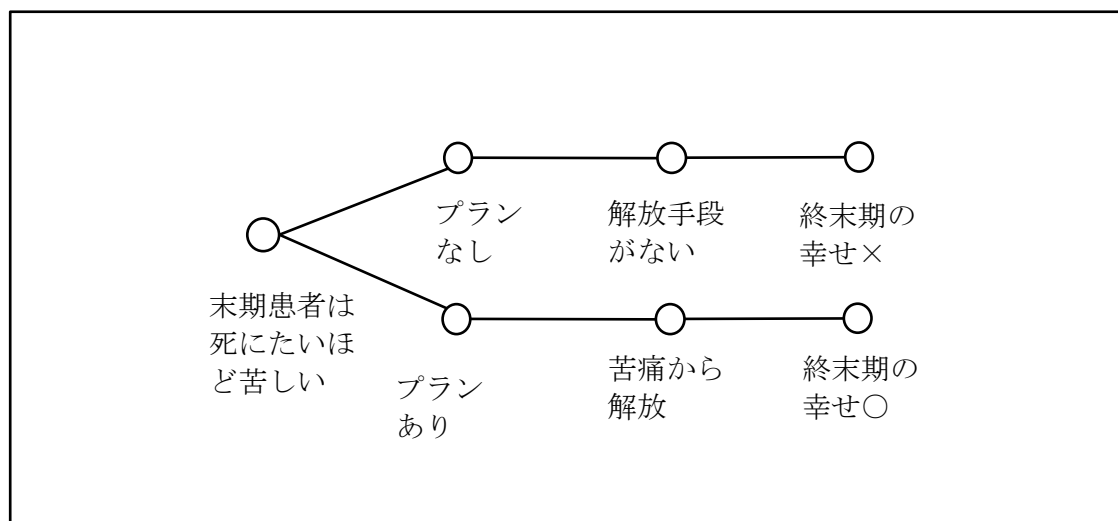 プラン
なし
解放手段
がない
終末期の
幸せ×
末期患者は
死にたいほ
ど苦しい
プラン
あり
苦痛から
解放
終末期の
幸せ○